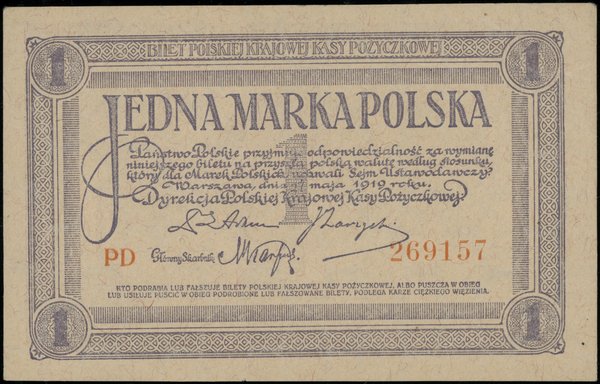 1 BILET POLSKIEJ KRAJOWEJ KASY POŻYCZKOWEJ 1
JEDNA MARKA POLSKA
1
Państwo Polskie przyjmuje odpowiedzialność za wymianę
niniejszego biletu na przyszłą polską walutę według stosunku,
który dla Marek Polskich uchwali Sejm Ustawodawczy
Warszawa, dnia 17 maja 1919 roku.
Dyrekcja Polskiej Krajowej Kasy Pożyczkowej
PD Główny Skarbnik 269157
KTO PODRABIA LUB FAŁSZUJE BILETY POLSKIEJ KRAJOWEJ KASY POŻYCZKOWEJ, ALBO PUSZCZA W OBIEG
LUB USIŁUJE PUŚCIĆ W OBIEG PODROBIONE LUB FAŁSZOWANE BILETY, PODLEGA KARZE CIĘŻKIEGO WIĘZIENIA.
1 1